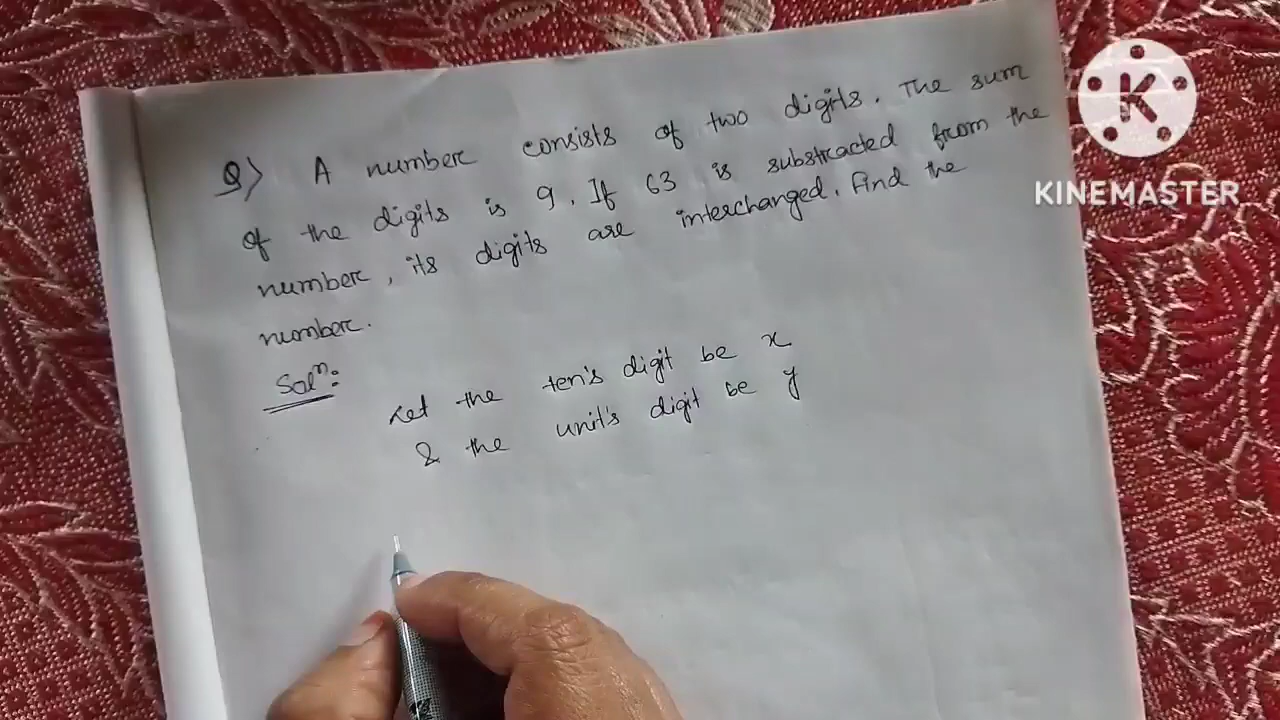 Q) A number consists of two digits. The sum
of the digits is 9. If 63 is substracted from the
number, its digits are interchanged. Find the
number.
Solⁿ:
Let the ten's digit be x
& the unit's digit be y
K
KINEMASTER